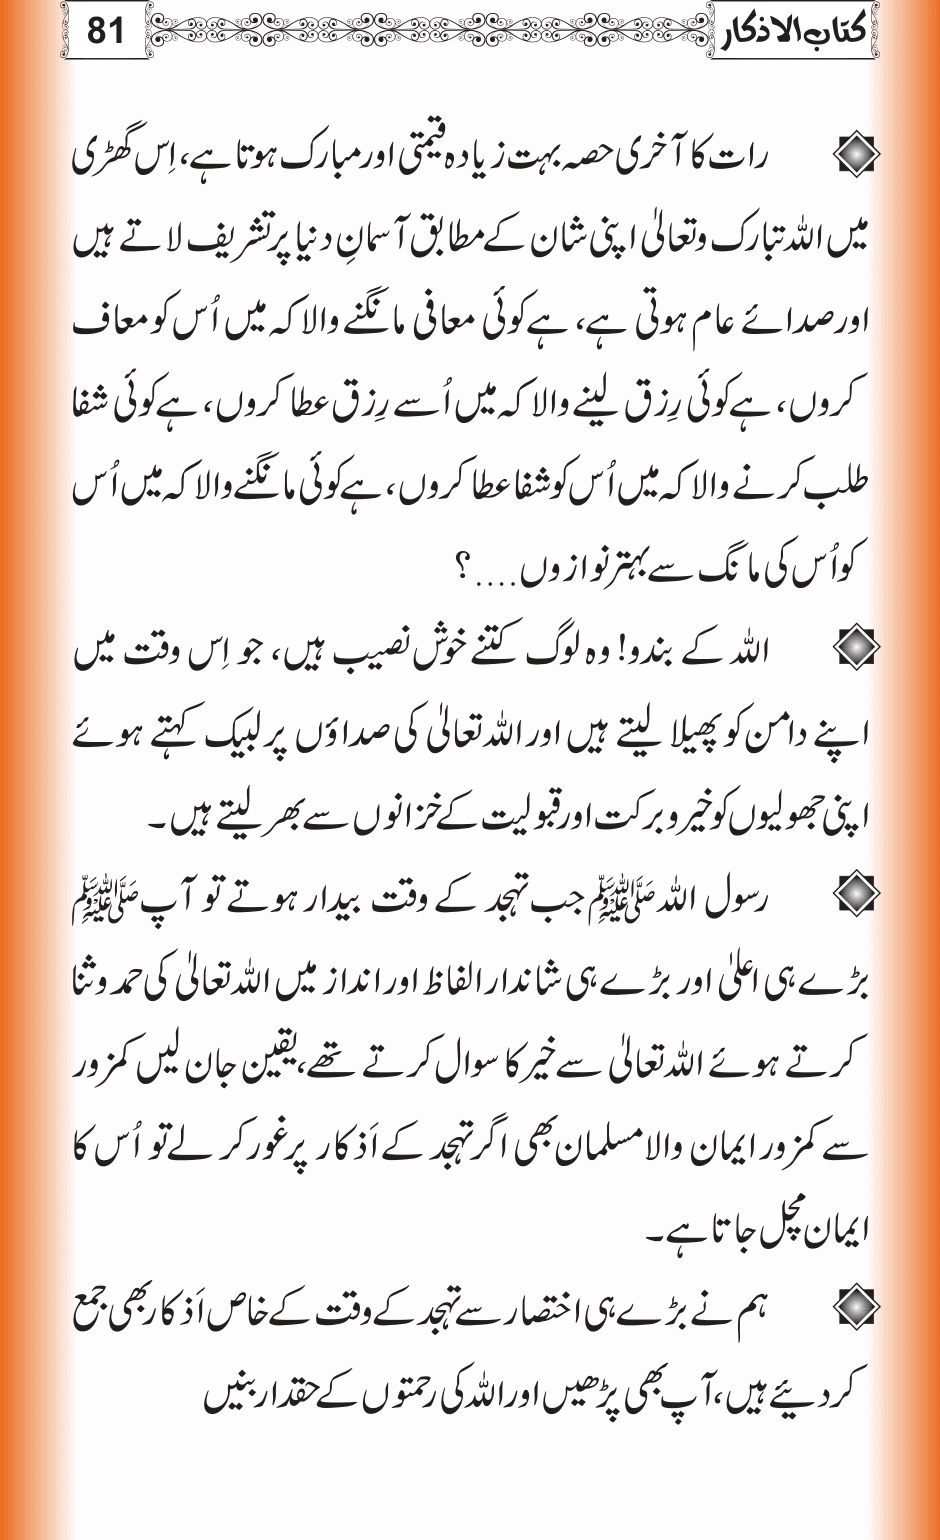 کتاب الاذکار 81
رات کا آخری حصہ بہت زیادہ قیمتی اور مبارک ہوتا ہے، اِس گھڑی
میں اللہ تبارک وتعالیٰ اپنی شان کے مطابق آسمانِ دنیا پر تشریف لاتے ہیں
اور صدائے عام ہوتی ہے، ہے کوئی معافی مانگنے والا کہ میں اُس کو معاف
کروں، ہے کوئی رِزق لینے والا کہ میں اُسے رِزق عطا کروں، ہے کوئی شفا
طلب کرنے والا کہ میں اُس کو شفا عطا کروں، ہے کوئی مانگنے والا کہ میں اُس
کو اُس کی مانگ سے بہتر نوازوں....؟
اللہ کے بندو! وہ لوگ کتنے خوش نصیب ہیں، جو اِس وقت میں
اپنے دامن کو پھیلا لیتے ہیں اور اللہ تعالیٰ کی صداؤں پر لبیک کہتے ہوئے
اپنی جھولیوں کو خیر و برکت اور قبولیت کے خزانوں سے بھر لیتے ہیں۔
رسول اللہ ﷺ جب تہجد کے وقت بیدار ہوتے تو آپ ﷺ
بڑے ہی اعلیٰ اور بڑے ہی شاندار الفاظ اور انداز میں اللہ تعالیٰ کی حمد و ثنا
کرتے ہوئے اللہ تعالیٰ سے خیر کا سوال کرتے تھے، یقین جان لیں کمزور
سے کمزور ایمان والا مسلمان بھی اگر تہجد کے اَذکار پر غور کر لے تو اُس کا
ایمان مچل جاتا ہے۔
ہم نے بڑے ہی اختصار سے تہجد کے وقت کے خاص اَذکار بھی جمع
کر دیئے ہیں، آپ بھی پڑھیں اور اللہ کی رحمتوں کے حقدار بنیں